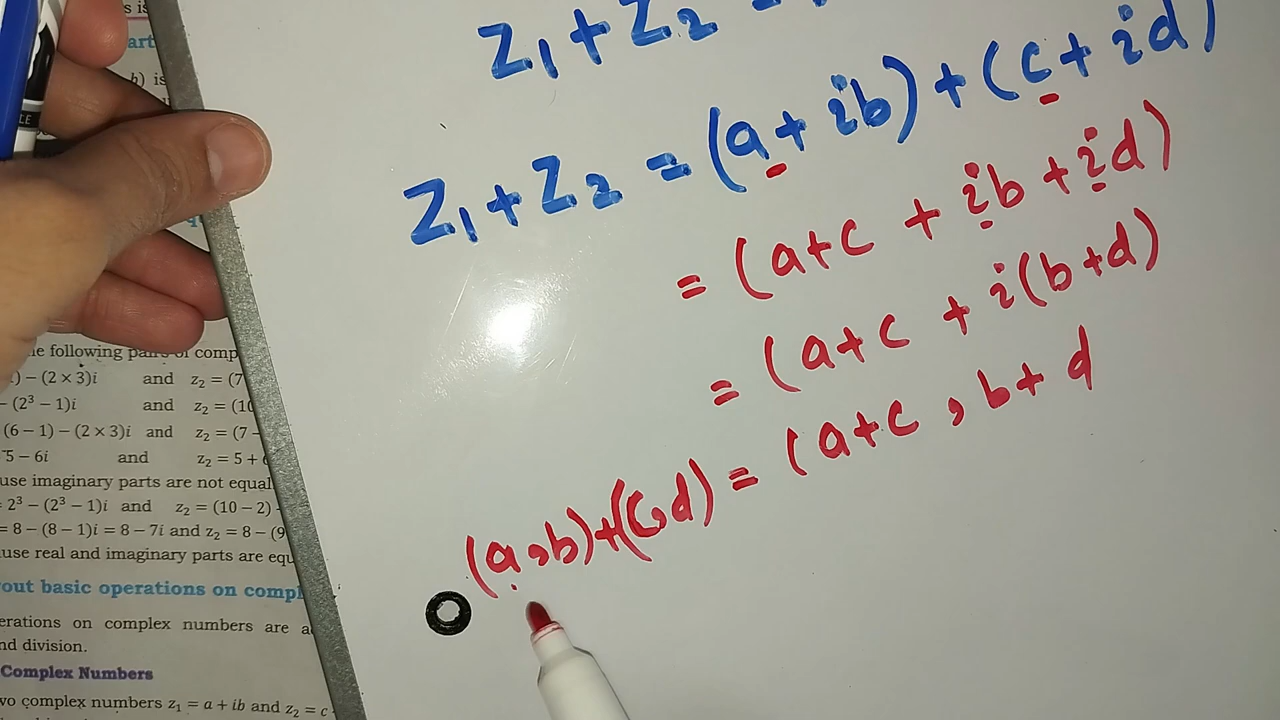 Z₁+Z₂
Z₁+Z₂ = (a+ib)+(c+id)
= (a+c + ib+id)
= (a+c + i(b+d)
= (a+c , b+d
(a,b)+(c,d)
following of comp
) − (2 × 3)i and z₂ = (7
(2³ − 1)i and z₂ = (10
(6 − 1) − (2 × 3)i and z₂ = (7 −
5 − 6i and z₂ = 5 +
use imaginary parts are not equal
2³ − (2³ − 1)i and z₂ = (10 − 2)
= 8 − (8 − 1)i = 8 − 7i and z₂ = 8 − (9
use real and imaginary parts are equ
out basic operations on compl
erations on complex numbers are a
nd division.
Complex Numbers
wo complex numbers z₁ = a + ib and z₂ = c